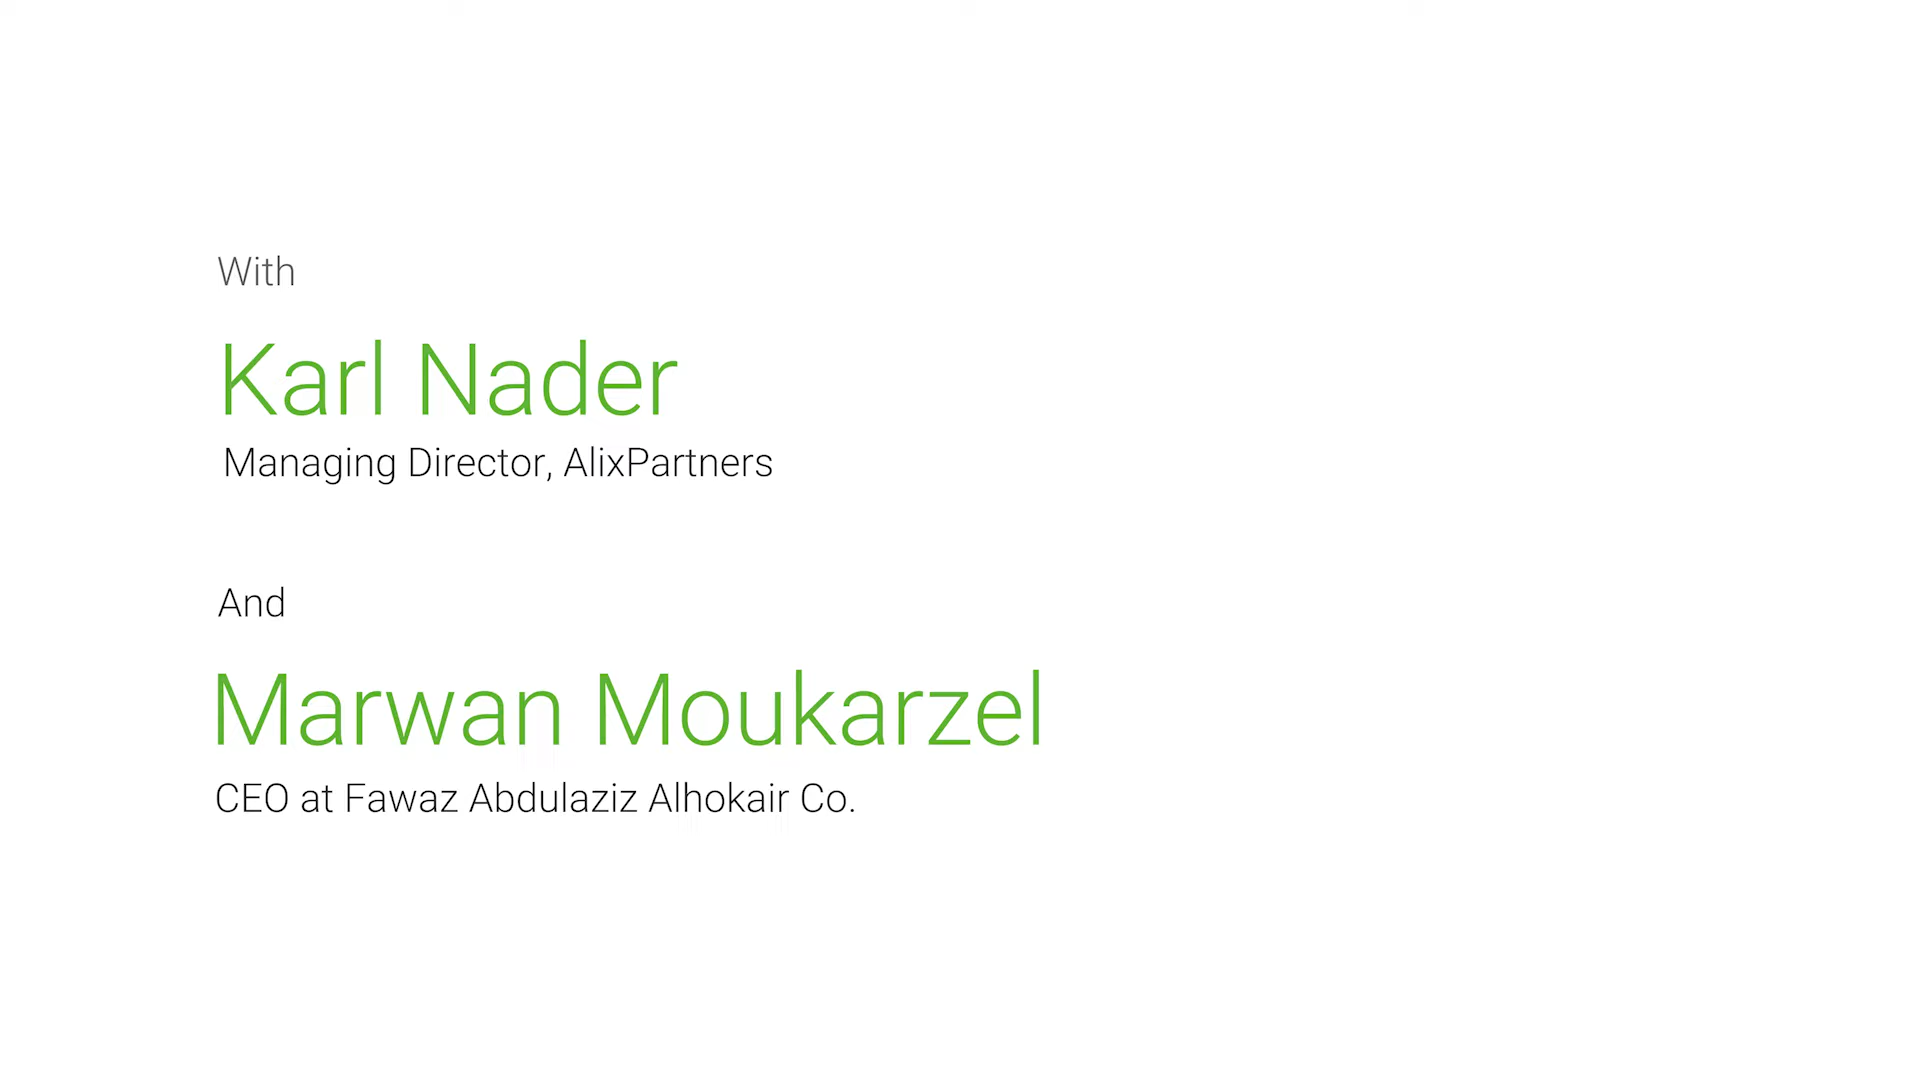 With
Karl Nader
Managing Director, AlixPartners
And
Marwan Moukarzel
CEO at Fawaz Abdulaziz Alhokair Co.